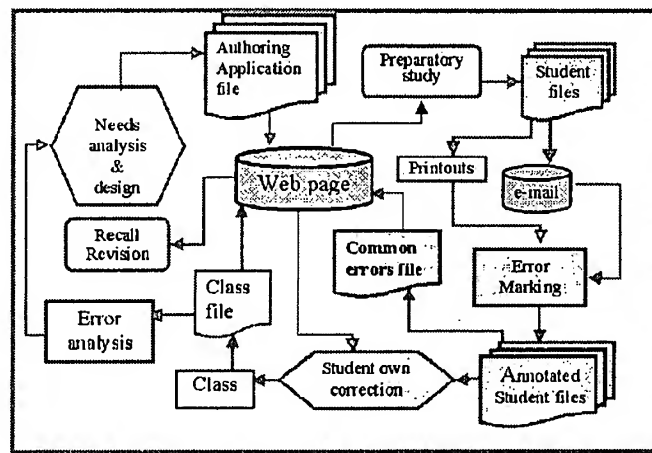 Authoring
Application
file
Preparatory
study
Student
files
Needs
analysis
&
design
Web page
Printouts
e-mail
Recall
Revision
Common
errors file
Error
Marking
Class
file
Error
analysis
Class
Student own
correction
Annotated
Student files